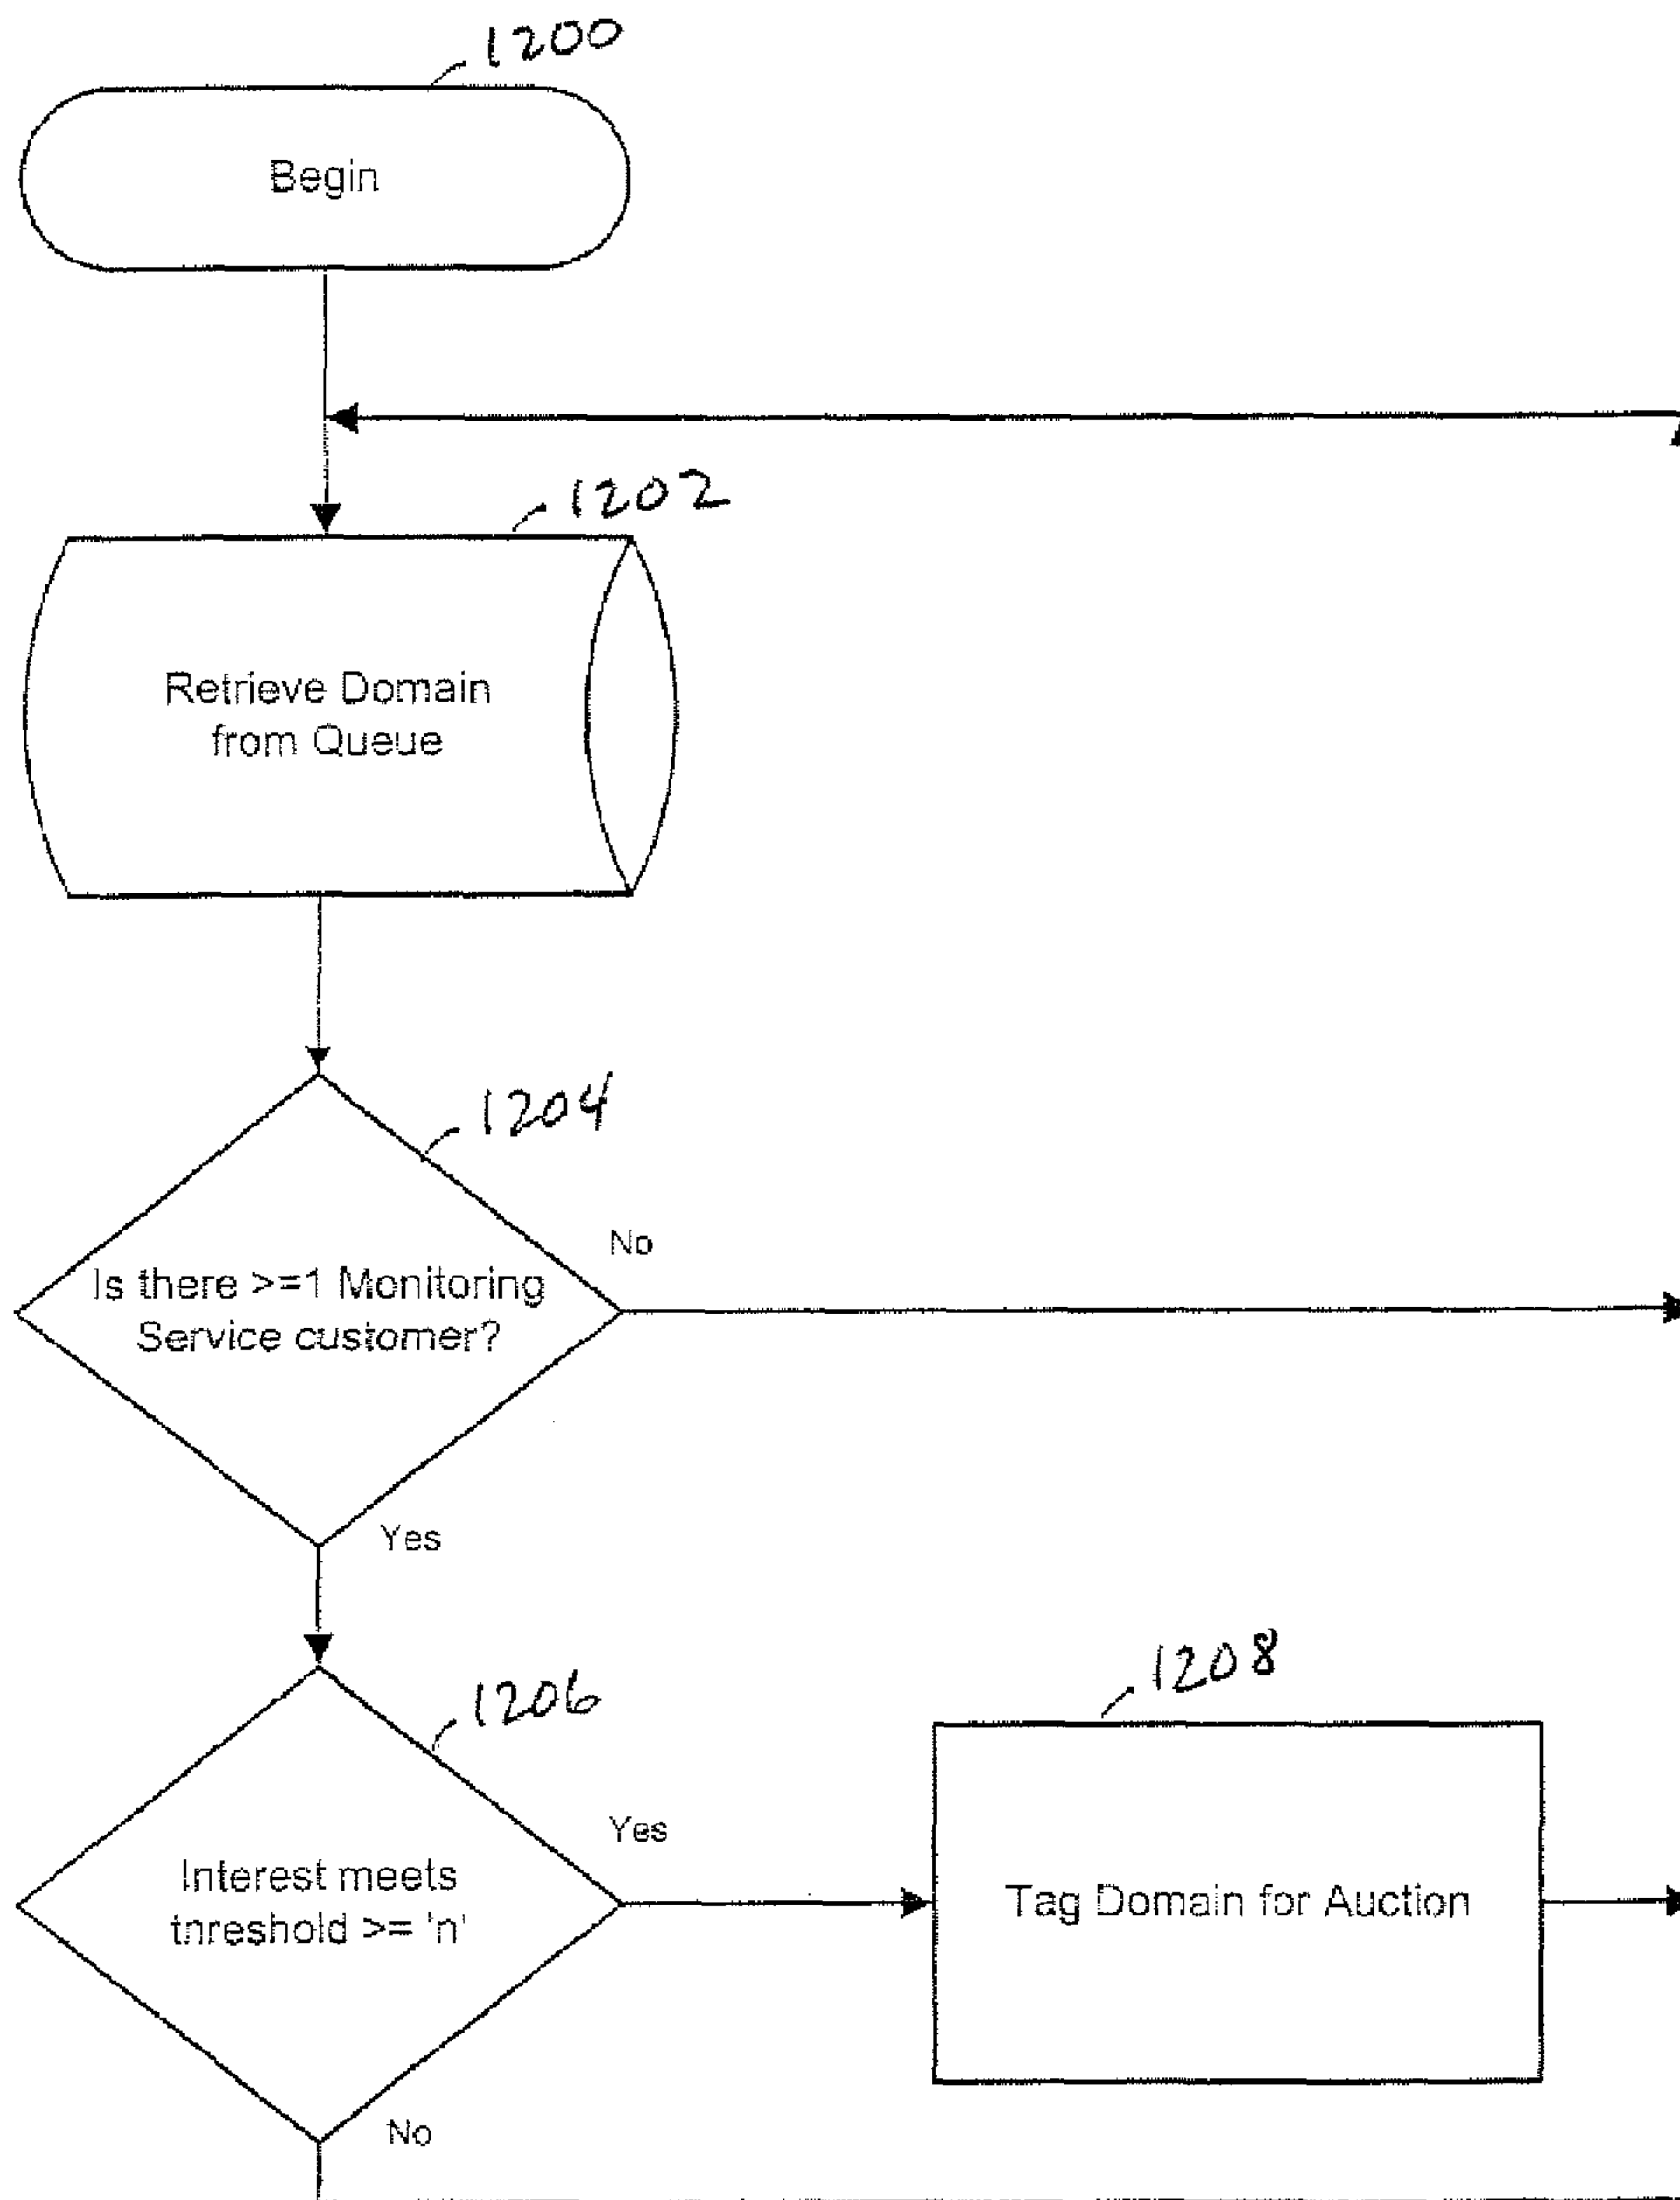 1200
Begin
1202
Retrieve Domain
from Queue
1204
No
Is there >=1 Monitoring
Service customer?
Yes
1206
1208
Yes
Interest meets
threshold >= 'n'
Tag Domain for Auction
No